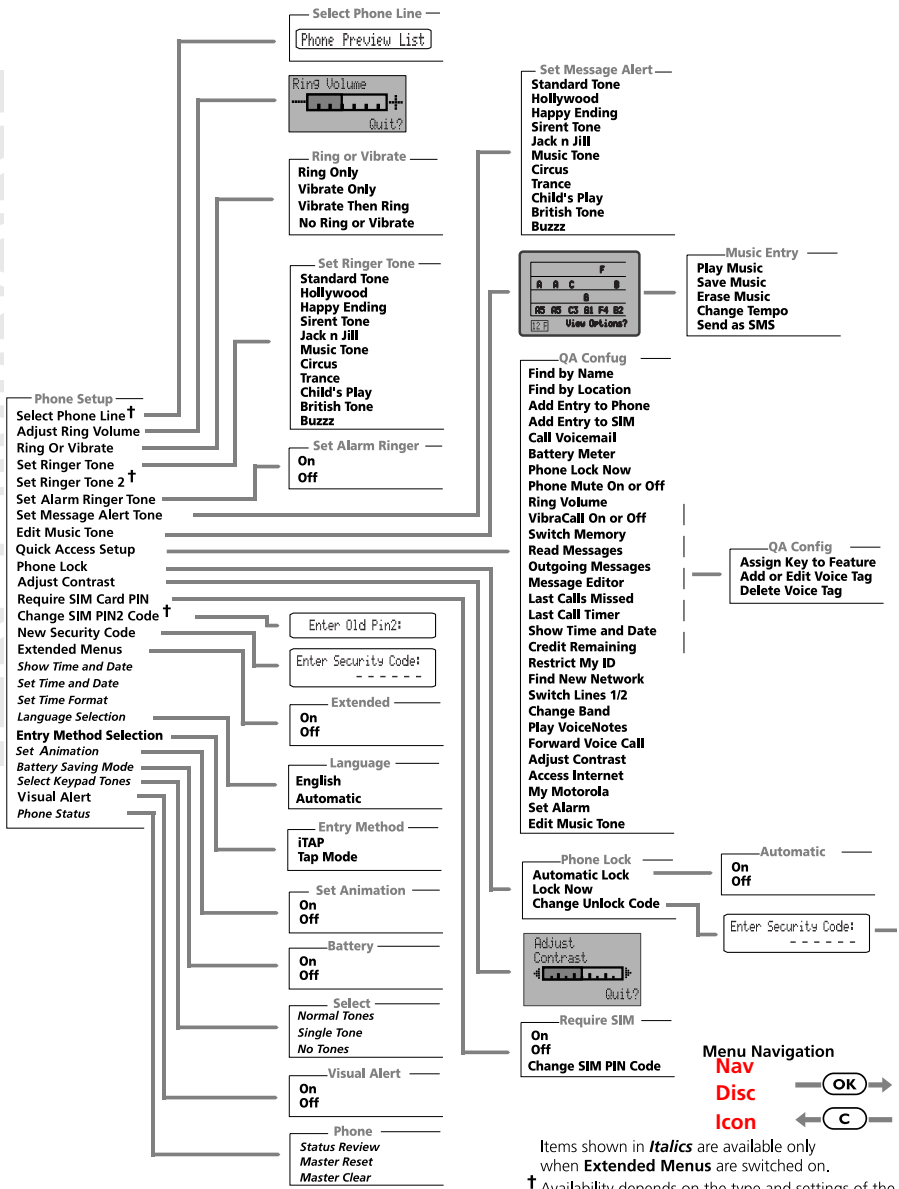 Phone Setup
Select Phone Line†
Adjust Ring Volume
Ring Or Vibrate
Set Ringer Tone
Set Ringer Tone 2†
Set Alarm Ringer Tone
Set Message Alert Tone
Edit Music Tone
Quick Access Setup
Phone Lock
Adjust Contrast
Require SIM Card PIN
Change SIM PIN2 Code†
New Security Code
Extended Menus
Show Time and Date
Set Time and Date
Set Time Format
Language Selection
Entry Method Selection
Set Animation
Battery Saving Mode
Select Keypad Tones
Visual Alert
Phone Status
Select Phone Line
Phone Preview List
Ring Volume
Quit?
Ring or Vibrate
Ring Only
Vibrate Only
Vibrate Then Ring
No Ring or Vibrate
Set Ringer Tone
Standard Tone
Hollywood
Happy Ending
Sirent Tone
Jack n Jill
Music Tone
Circus
Trance
Child's Play
British Tone
Buzzz
Set Alarm Ringer
On
Off
Enter Old Pin2:
Enter Security Code:
- - - - - -
Extended
On
Off
Language
English
Automatic
Entry Method
iTAP
Tap Mode
Set Animation
On
Off
Battery
On
Off
Select
Normal Tones
Single Tone
No Tones
Visual Alert
On
Off
Phone
Status Review
Master Reset
Master Clear
Set Message Alert
Standard Tone
Hollywood
Happy Ending
Sirent Tone
Jack n Jill
Music Tone
Circus
Trance
Child's Play
British Tone
Buzzz
F
A A C B
G
A5 A5 C3 G1 F4 B2
12 F View Options?
Music Entry
Play Music
Save Music
Erase Music
Change Tempo
Send as SMS
QA Confug
Find by Name
Find by Location
Add Entry to Phone
Add Entry to SIM
Call Voicemail
Battery Meter
Phone Lock Now
Phone Mute On or Off
Ring Volume
VibraCall On or Off
Switch Memory
Read Messages
Outgoing Messages
Message Editor
Last Calls Missed
Last Call Timer
Show Time and Date
Credit Remaining
Restrict My ID
Find New Network
Switch Lines 1/2
Change Band
Play VoiceNotes
Forward Voice Call
Adjust Contrast
Access Internet
My Motorola
Set Alarm
Edit Music Tone
QA Config
Assign Key to Feature
Add or Edit Voice Tag
Delete Voice Tag
Phone Lock
Automatic Lock
Lock Now
Change Unlock Code
Automatic
On
Off
Enter Security Code:
- - - - - -
Adjust
Contrast
Quit?
Require SIM
On
Off
Change SIM PIN Code
Menu Navigation
Nav
Disc
Icon
OK
C
Items shown in Italics are available only
when Extended Menus are switched on.
† Availability depends on the type and settings of the